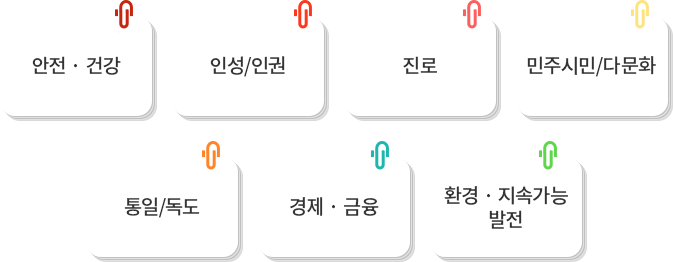 안전 · 건강
인성/인권
진로
민주시민/다문화
통일/독도
경제 · 금융
환경 · 지속가능
발전